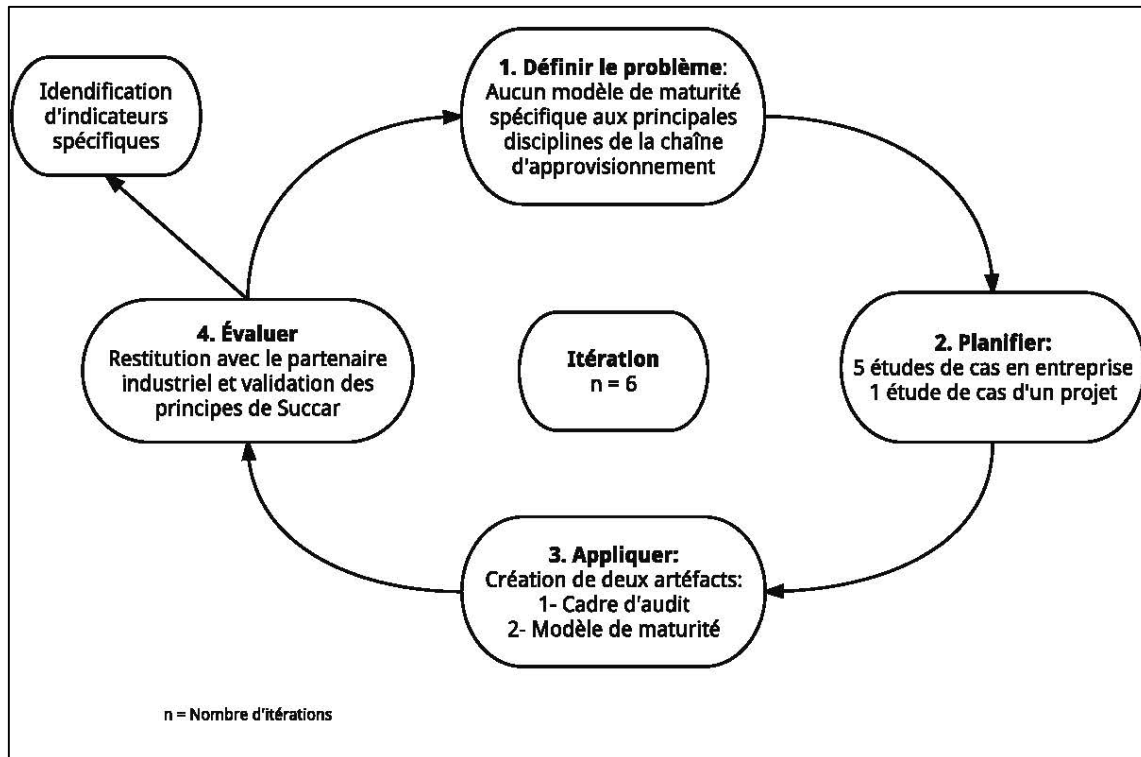 Idendification
d'indicateurs
spécifiques
1. Définir le problème:
Aucun modèle de maturité
spécifique aux principales
disciplines de la chaîne
d'approvisionnement
2. Planifier:
5 études de cas en entreprise
1 étude de cas d'un projet
3. Appliquer:
Création de deux artéfacts:
1- Cadre d'audit
2- Modèle de maturité
4. Évaluer
Restitution avec le partenaire
industriel et validation des
principes de Succar
Itération
n = 6
n = Nombre d'itérations